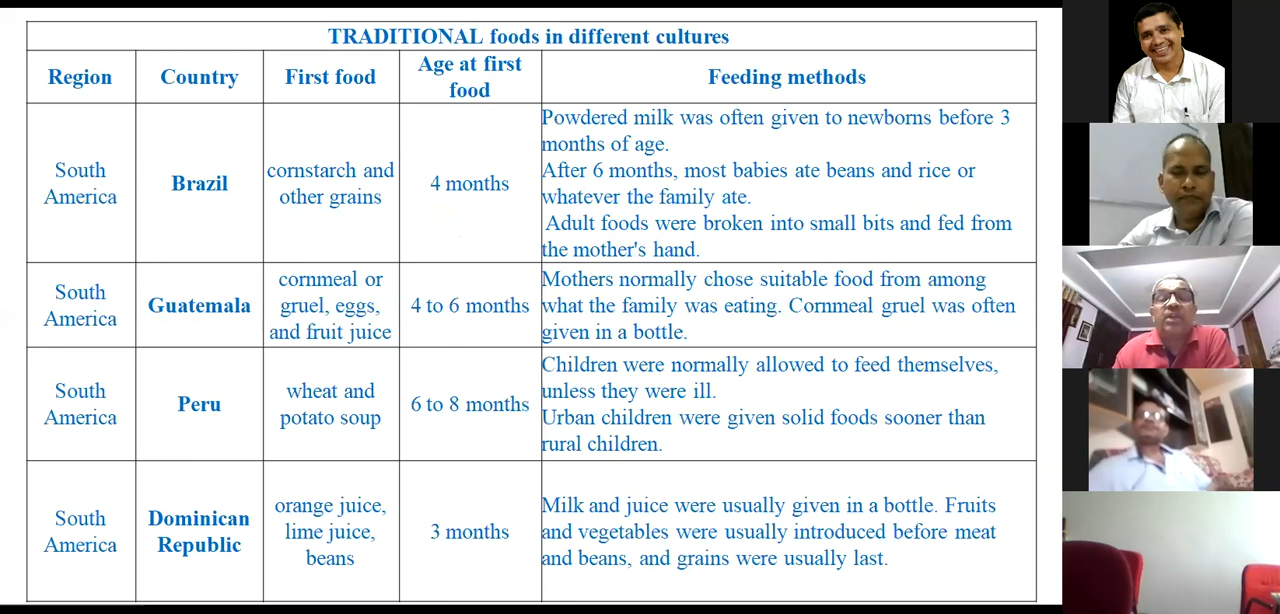 TRADITIONAL foods in different cultures
Region
Country
First food
Age at first
food
Feeding methods
South
America
Brazil
cornstarch and
other grains
4 months
Powdered milk was often given to newborns before 3
months of age.
After 6 months, most babies ate beans and rice or
whatever the family ate.
Adult foods were broken into small bits and fed from
the mother's hand.
South
America
Guatemala
cornmeal or
gruel, eggs,
and fruit juice
4 to 6 months
Mothers normally chose suitable food from among
what the family was eating. Cornmeal gruel was often
given in a bottle.
South
America
Peru
wheat and
potato soup
6 to 8 months
Children were normally allowed to feed themselves,
unless they were ill.
Urban children were given solid foods sooner than
rural children.
South
America
Dominican
Republic
orange juice,
lime juice,
beans
3 months
Milk and juice were usually given in a bottle. Fruits
and vegetables were usually introduced before meat
and beans, and grains were usually last.